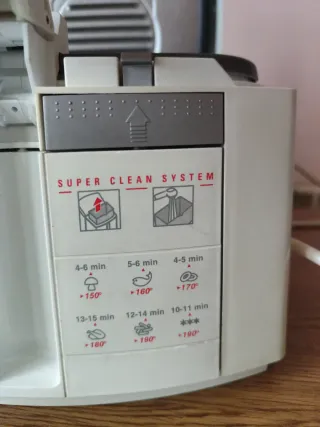 SUPER CLEAN SYSTEM
4-6 min 5-6 min 4-5 min
150° 160° 170°
13-15 min 12-14 min 10-11 min
***
180° 190° 190°